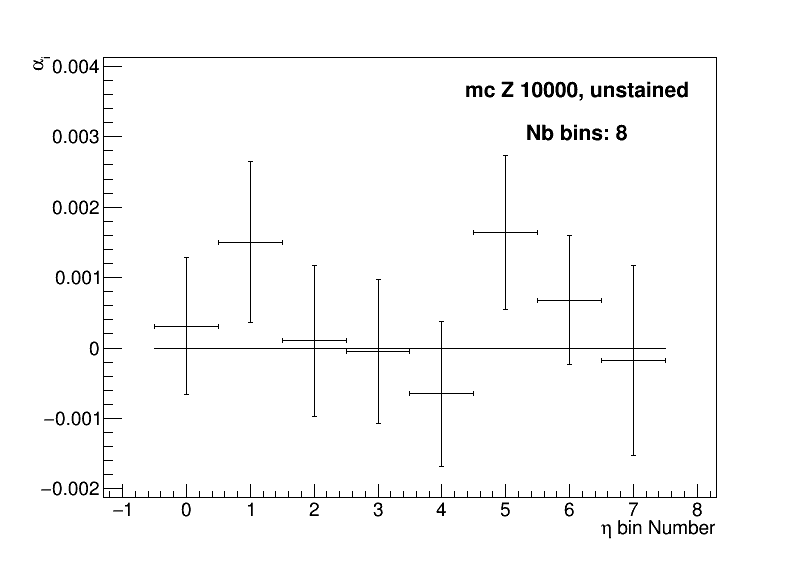 αi
0.004
mc Z 10000, unstained
0.003
Nb bins: 8
0.002
0.001
0
−0.001
−0.002
−1 0 1 2 3 4 5 6 7 8
η bin Number